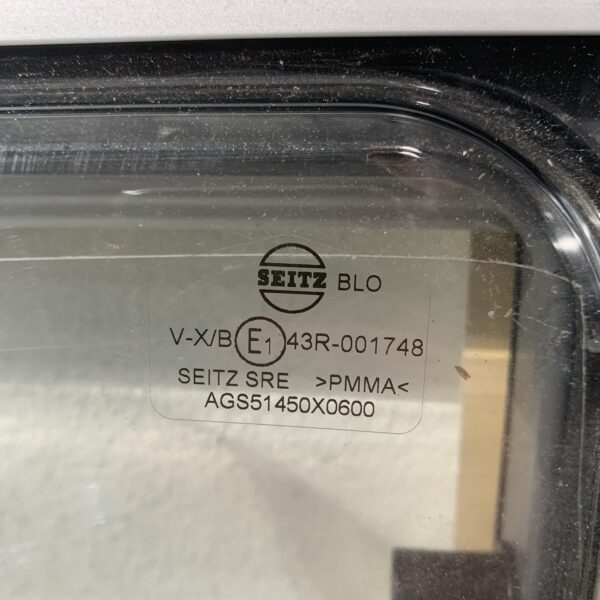 SEITZ BLO
V-X/B E1 43R-001748
SEITZ SRE >PMMA<
AGS51450X0600